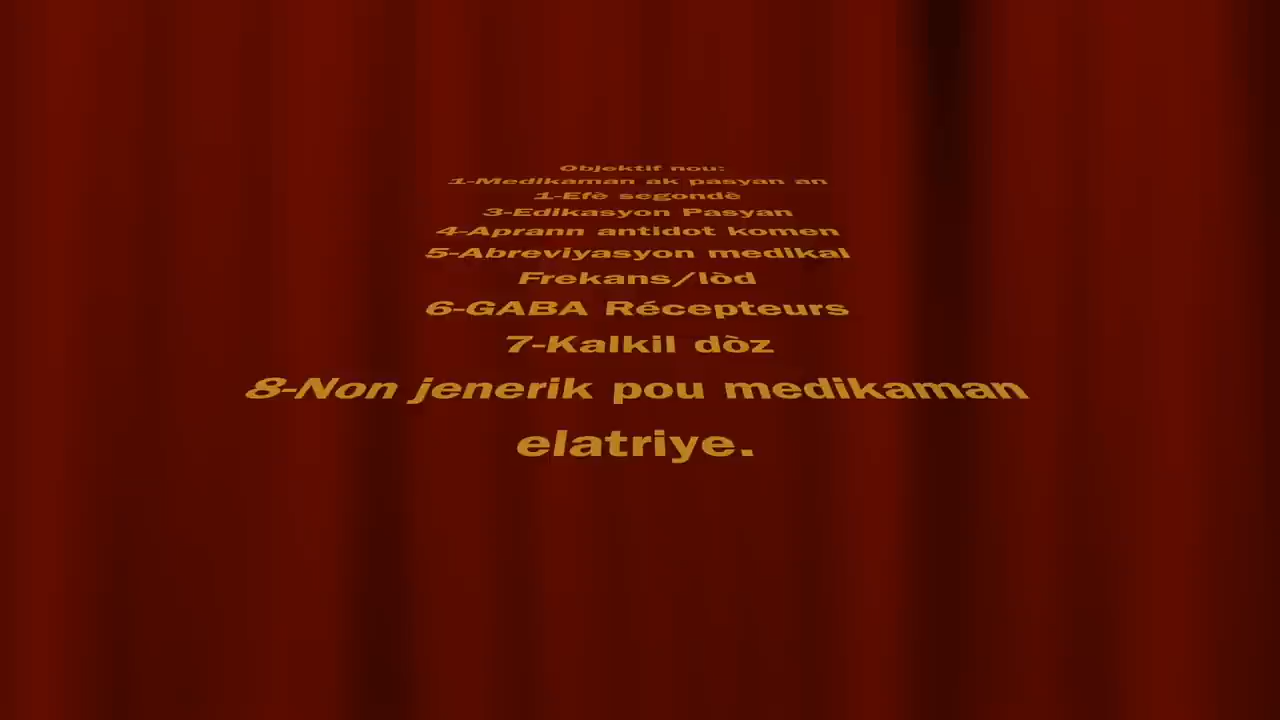 Objektif nou:
1-Medikaman ak pasyan an
1-Efè segondè
3-Edikasyon Pasyan
4-Aprann antidot komen
5-Abreviyasyon medikal
Frekans/lòd
6-GABA Récepteurs
7-Kalkil dòz
8-Non jenerik pou medikaman
elatriye.